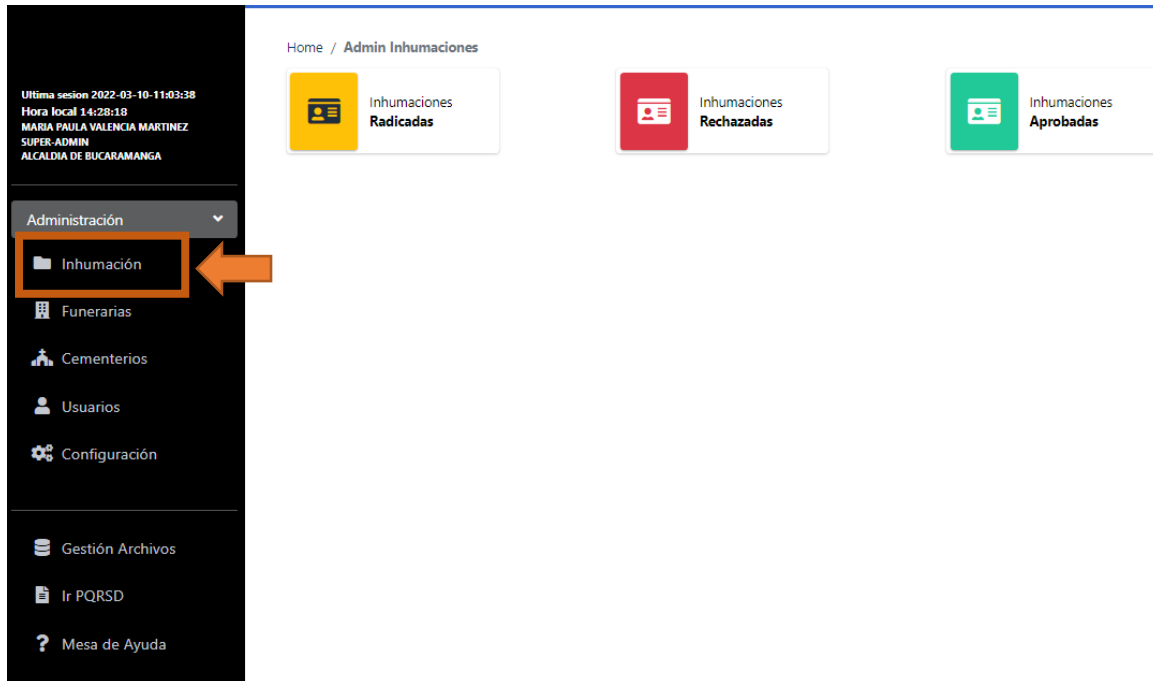 Ultima sesion 2022-03-10-11:03:38
Hora local 14:28:18
MARIA PAULA VALENCIA MARTINEZ
SUPER-ADMIN
ALCALDIA DE BUCARAMANGA
Administración
Inhumación
Funerarias
Cementerios
Usuarios
Configuración
Gestión Archivos
Ir PQRSD
Mesa de Ayuda
Home / Admin Inhumaciones
Inhumaciones
Radicadas
Inhumaciones
Rechazadas
Inhumaciones
Aprobadas